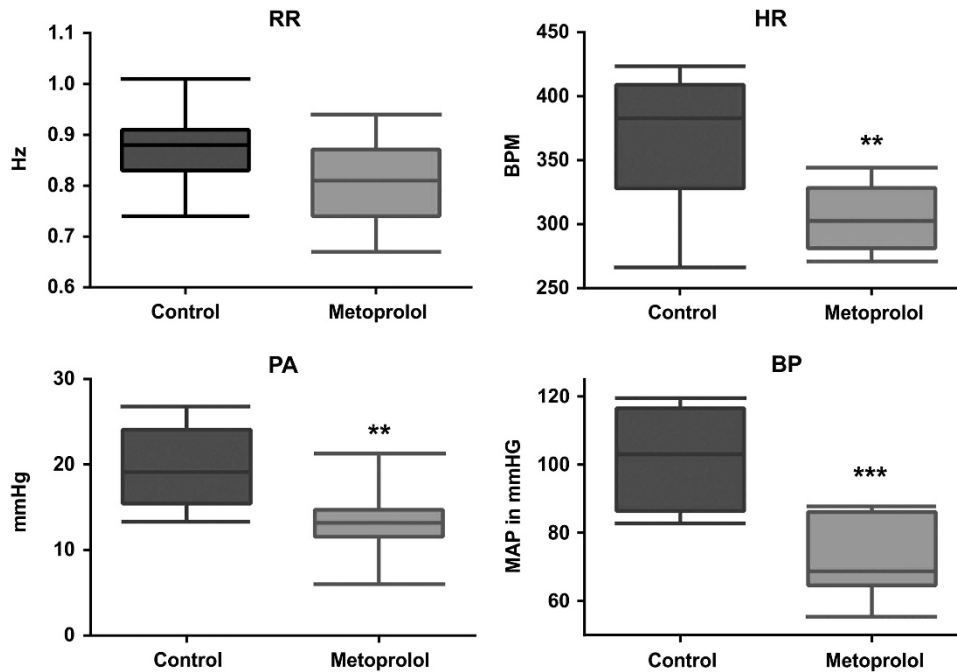 RR
1.1
1.0
0.9
0.8
0.7
0.6
Hz
Control Metoprolol
HR
450
400
350
300
250
BPM
**
Control Metoprolol
PA
30
20
10
0
mmHg
**
Control Metoprolol
BP
120
100
80
60
MAP in mmHG
***
Control Metoprolol